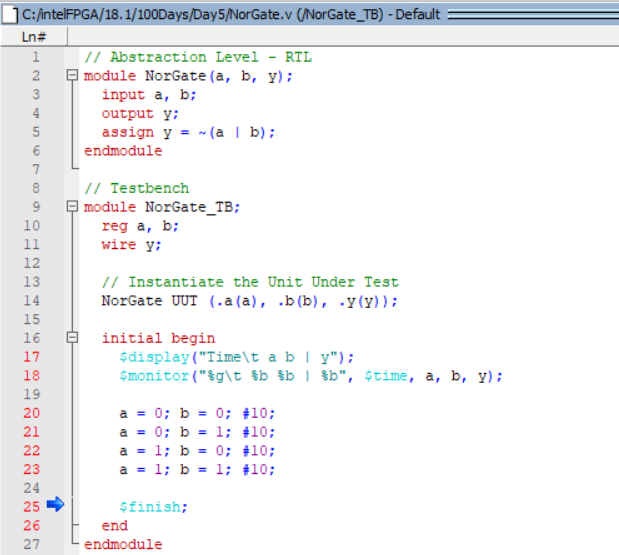 C:/intelFPGA/18.1/100Days/Day5/NorGate.v (/NorGate_TB) - Default
Ln#
1 // Abstraction Level - RTL
2 module NorGate(a, b, y);
3 input a, b;
4 output y;
5 assign y = ~(a | b);
6 endmodule
7
8 // Testbench
9 module NorGate_TB;
10 reg a, b;
11 wire y;
12
13 // Instantiate the Unit Under Test
14 NorGate UUT (.a(a), .b(b), .y(y));
15
16 initial begin
17 $display("Time\t a b | y");
18 $monitor("%g\t %b %b | %b", $time, a, b, y);
19
20 a = 0; b = 0; #10;
21 a = 0; b = 1; #10;
22 a = 1; b = 0; #10;
23 a = 1; b = 1; #10;
24
25 $finish;
26 end
27 endmodule